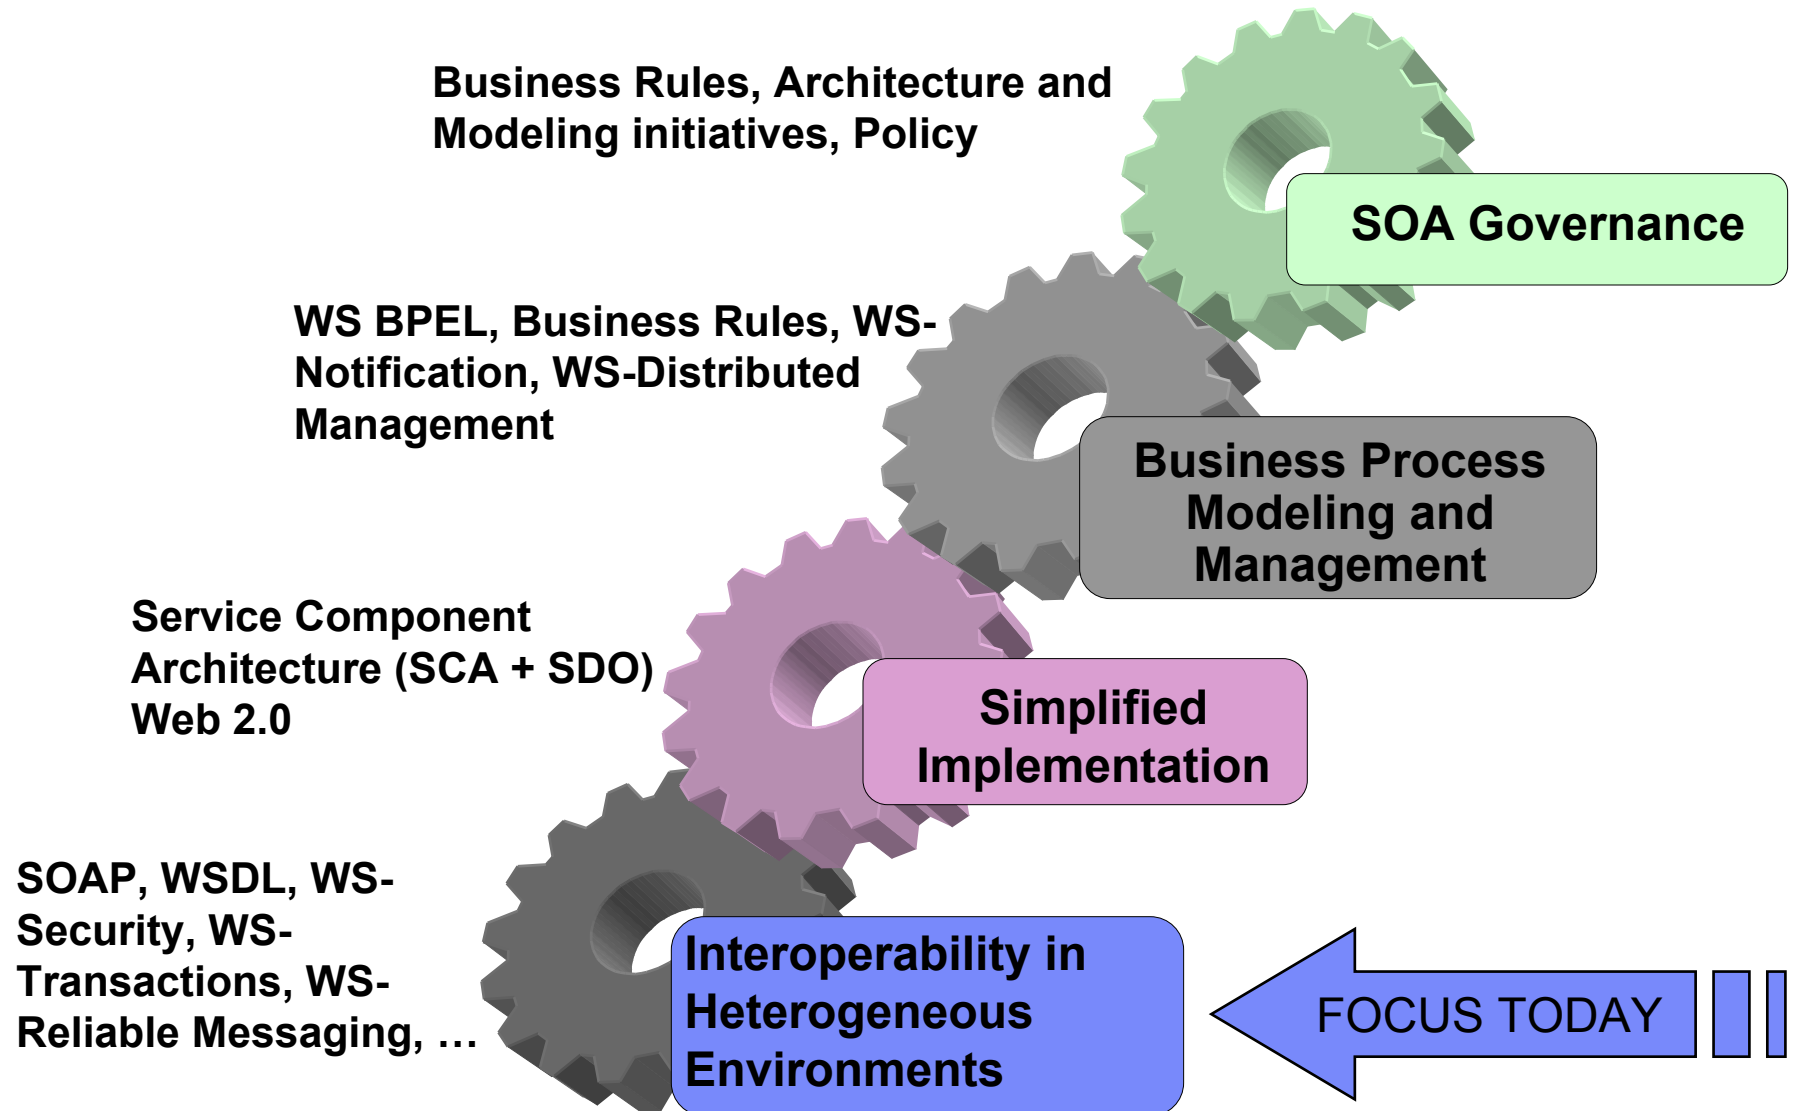 Business Rules, Architecture and
Modeling initiatives, Policy
SOA Governance
WS BPEL, Business Rules, WS-
Notification, WS-Distributed
Management
Business Process
Modeling and
Management
Service Component
Architecture (SCA + SDO)
Web 2.0
Simplified
Implementation
SOAP, WSDL, WS-
Security, WS-
Transactions, WS-
Reliable Messaging, …
Interoperability in
Heterogeneous
Environments
FOCUS TODAY